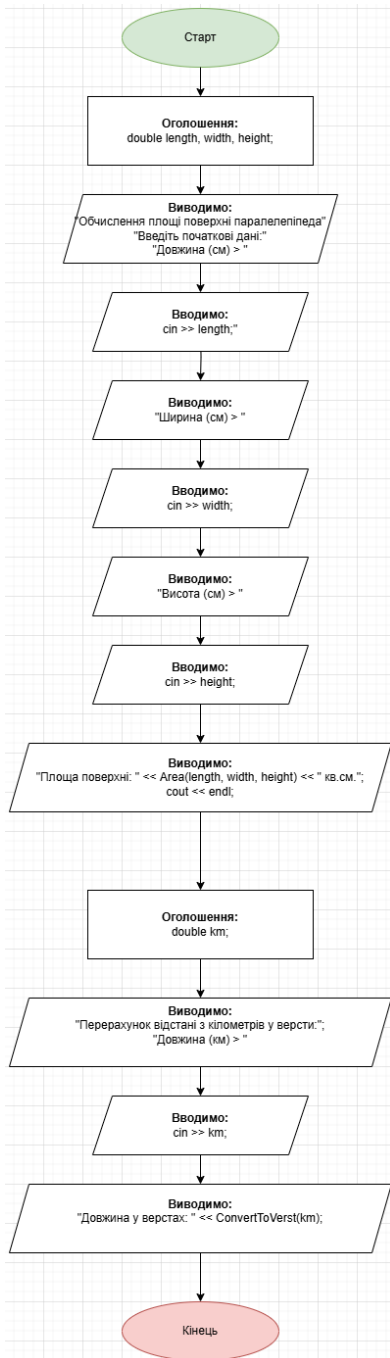 Старт
Оголошення:
double length, width, height;
Виводимо:
"Обчислення площі поверхні паралелепіпеда"
"Введіть початкові дані:"
"Довжина (см) > "
Вводимо:
cin >> length;"
Виводимо:
"Ширина (см) > "
Вводимо:
cin >> width;
Виводимо:
"Висота (см) > "
Вводимо:
cin >> height;
Виводимо:
"Площа поверхні: " << Area(length, width, height) << " кв.см.";
cout << endl;
Оголошення:
double km;
Виводимо:
"Перерахунок відстані з кілометрів у версти:";
"Довжина (км) > "
Вводимо:
cin >> km;
Виводимо:
"Довжина у верстах: " << ConvertToVerst(km);
Кінець